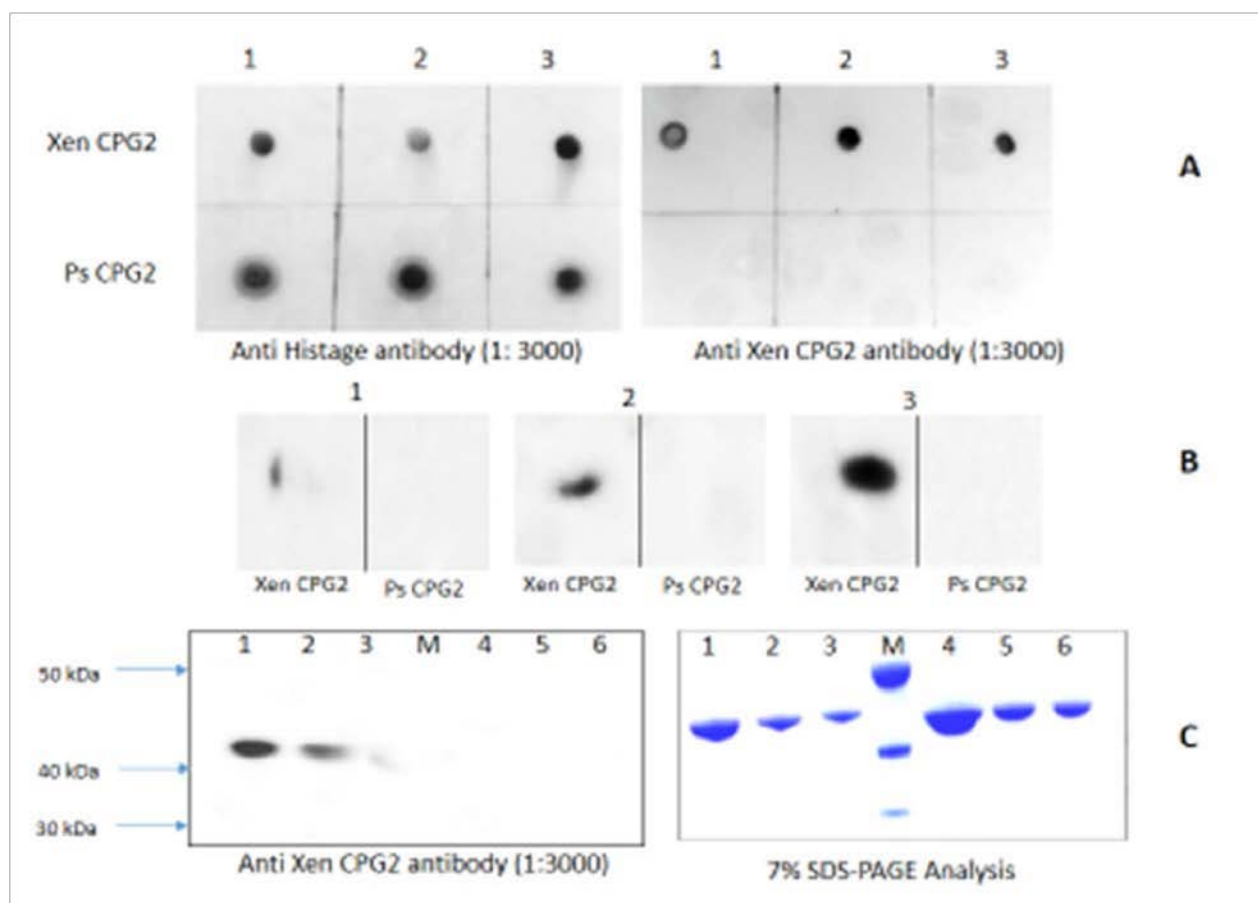 1 2 3 1 2 3
Xen CPG2
A
Ps CPG2
Anti Histage antibody (1: 3000) Anti Xen CPG2 antibody (1:3000)
1 2 3
B
Xen CPG2 Ps CPG2 Xen CPG2 Ps CPG2 Xen CPG2 Ps CPG2
1 2 3 M 4 5 6 1 2 3 M 4 5 6
50 kDa
C
40 kDa
30 kDa
Anti Xen CPG2 antibody (1:3000) 7% SDS-PAGE Analysis